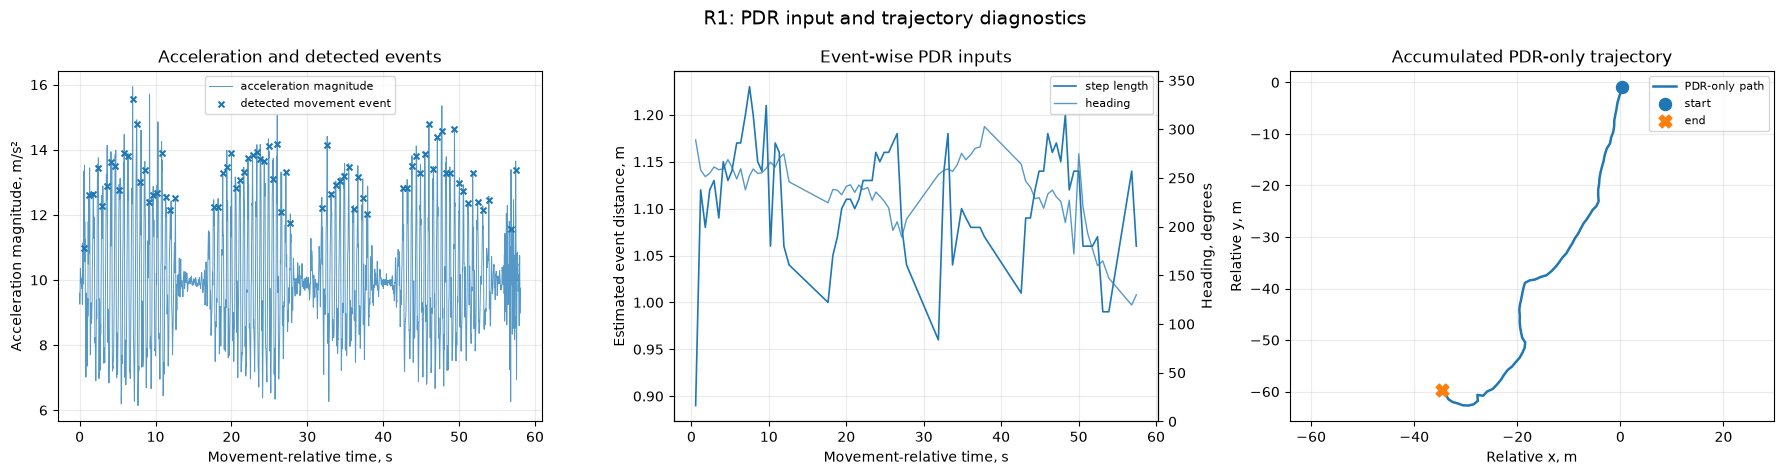 R1: PDR input and trajectory diagnostics
Acceleration and detected events
acceleration magnitude
detected movement event
Acceleration magnitude, m/s²
16
14
12
10
8
6
0 10 20 30 40 50 60
Movement-relative time, s
Event-wise PDR inputs
step length
heading
Estimated event distance, m
1.20
1.15
1.10
1.05
1.00
0.95
0.90
0 10 20 30 40 50 60
Movement-relative time, s
350
300
250
200
150
100
50
0
Heading, degrees
Accumulated PDR-only trajectory
PDR-only path
start
end
Relative y, m
0
−10
−20
−30
−40
−50
−60
−60 −40 −20 0 20
Relative x, m